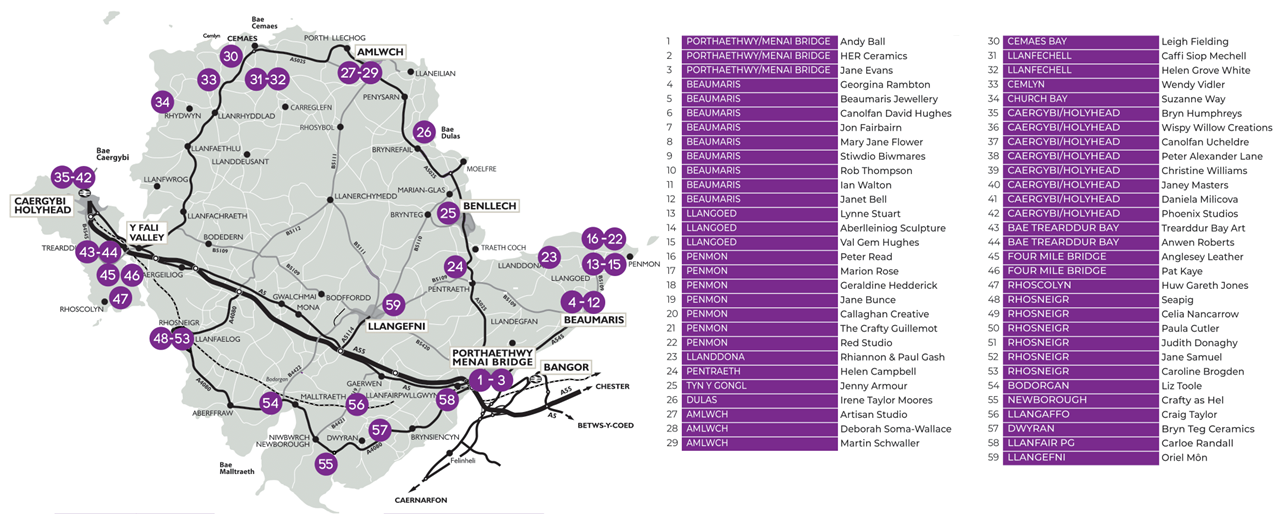 Bae
Cemaes
Cemlyn
CEMAES
PORTH LLECHOG
30
A5025
AMLWCH
27-29
LLANEILIAN
33
31-32
PENYSARN
34
RHYDWYN
CARREGLEFN
LLANRHYDDLAD
RHOSYBOL
26
Bae
Dulas
LLANFAETHLU
LLANDDEUSANT
BRYNREFAIL
B5111
A5025
MOELFRE
Bae
Caergybi
35-42
LLANFWROG
LLANERCHYMEDD
MARIAN-GLAS
CAERGYBI
HOLYHEAD
LLANFACHRAETH
BRYNTEG
25
BENLLECH
Y FALI
VALLEY
B4545
BODEDERN
B5109
B5112
B5111
B5110
TRAETH COCH
16-22
TREARDDU
43-44
AERGEILIOG
B5109
24
LLANDDONA
23
13-15
PENMON
LLANGOED
45
46
47
RHOSCOLYN
A5
GWALCHMAI
BODFFORDD
MONA
B5109
PENTRAETH
B5109
B5109
59
A5025
4-12
BEAUMARIS
RHOSNEIGR
A4080
LLANGEFNI
LLANDEGFAN
48-53
LLANFAELOG
A5114
B5420
A545
A55
PORTHAETHWY
MENAI BRIDGE
BANGOR
Bodorgan
B4422
GAERWEN
A5
1-3
A55
CHESTER
A4080
54
MALLTRAETH
56
LLANFAIRPWLLGWYN
58
ABERFFRAW
B4421
A5
BETWS-Y-COED
NIWBWRCH
NEWBOROUGH
DWYRAN
57
BRYNSIENCYN
A4080
Bae
Malltraeth
55
Felinheli
CAERNARFON
1 PORTHAETHWY/MENAI BRIDGE Andy Ball
2 PORTHAETHWY/MENAI BRIDGE HER Ceramics
3 PORTHAETHWY/MENAI BRIDGE Jane Evans
4 BEAUMARIS Georgina Rambton
5 BEAUMARIS Beaumaris Jewellery
6 BEAUMARIS Canolfan David Hughes
7 BEAUMARIS Jon Fairbairn
8 BEAUMARIS Mary Jane Flower
9 BEAUMARIS Stiwdio Biwmares
10 BEAUMARIS Rob Thompson
11 BEAUMARIS Ian Walton
12 BEAUMARIS Janet Bell
13 LLANGOED Lynne Stuart
14 LLANGOED Aberlleiniog Sculpture
15 LLANGOED Val Gem Hughes
16 PENMON Peter Read
17 PENMON Marion Rose
18 PENMON Geraldine Hedderick
19 PENMON Jane Bunce
20 PENMON Callaghan Creative
21 PENMON The Crafty Guillemot
22 PENMON Red Studio
23 LLANDDONA Rhiannon & Paul Gash
24 PENTRAETH Helen Campbell
25 TYN Y GONGL Jenny Armour
26 DULAS Irene Taylor Moores
27 AMLWCH Artisan Studio
28 AMLWCH Deborah Soma-Wallace
29 AMLWCH Martin Schwaller
30 CEMAES BAY Leigh Fielding
31 LLANFECHELL Caffi Siop Mechell
32 LLANFECHELL Helen Grove White
33 CEMLYN Wendy Vidler
34 CHURCH BAY Suzanne Way
35 CAERGYBI/HOLYHEAD Bryn Humphreys
36 CAERGYBI/HOLYHEAD Wispy Willow Creations
37 CAERGYBI/HOLYHEAD Canolfan Ucheldre
38 CAERGYBI/HOLYHEAD Peter Alexander Lane
39 CAERGYBI/HOLYHEAD Christine Williams
40 CAERGYBI/HOLYHEAD Janey Masters
41 CAERGYBI/HOLYHEAD Daniela Milicova
42 CAERGYBI/HOLYHEAD Phoenix Studios
43 BAE TREARDDUR BAY Trearddur Bay Art
44 BAE TREARDDUR BAY Anwen Roberts
45 FOUR MILE BRIDGE Anglesey Leather
46 FOUR MILE BRIDGE Pat Kaye
47 RHOSCOLYN Huw Gareth Jones
48 RHOSNEIGR Seapig
49 RHOSNEIGR Celia Nancarrow
50 RHOSNEIGR Paula Cutler
51 RHOSNEIGR Judith Donaghy
52 RHOSNEIGR Jane Samuel
53 RHOSNEIGR Caroline Brogden
54 BODORGAN Liz Toole
55 NEWBOROUGH Crafty as Hel
56 LLANGAFFO Craig Taylor
57 DWYRAN Bryn Teg Ceramics
58 LLANFAIR PG Carloe Randall
59 LLANGEFNI Oriel Môn